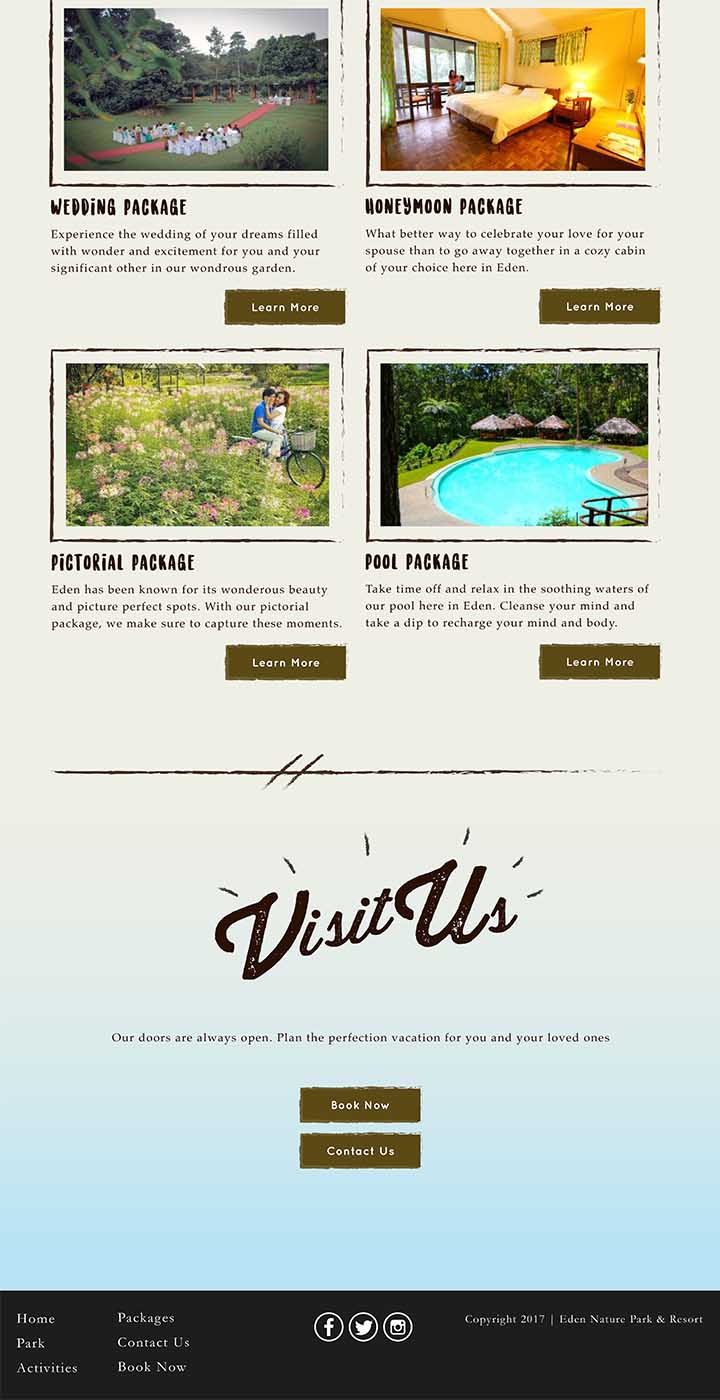 WEDDING PACKAGE
Experience the wedding of your dreams filled
with wonder and excitement for you and your
significant other in our wondrous garden.
Learn More
HONEYMOON PACKAGE
What better way to celebrate your love for your
spouse than to go away together in a cozy cabin
of your choice here in Eden.
Learn More
PICTORIAL PACKAGE
Eden has been known for its wonderous beauty
and picture perfect spots. With our pictorial
package, we make sure to capture these moments.
Learn More
POOL PACKAGE
Take time off and relax in the soothing waters of
our pool here in Eden. Cleanse your mind and
take a dip to recharge your mind and body.
Learn More
Visit Us
Our doors are always open. Plan the perfection vacation for you and your loved ones
Book Now
Contact Us
Home
Park
Activities
Packages
Contact Us
Book Now
Copyright 2017 | Eden Nature Park & Resort